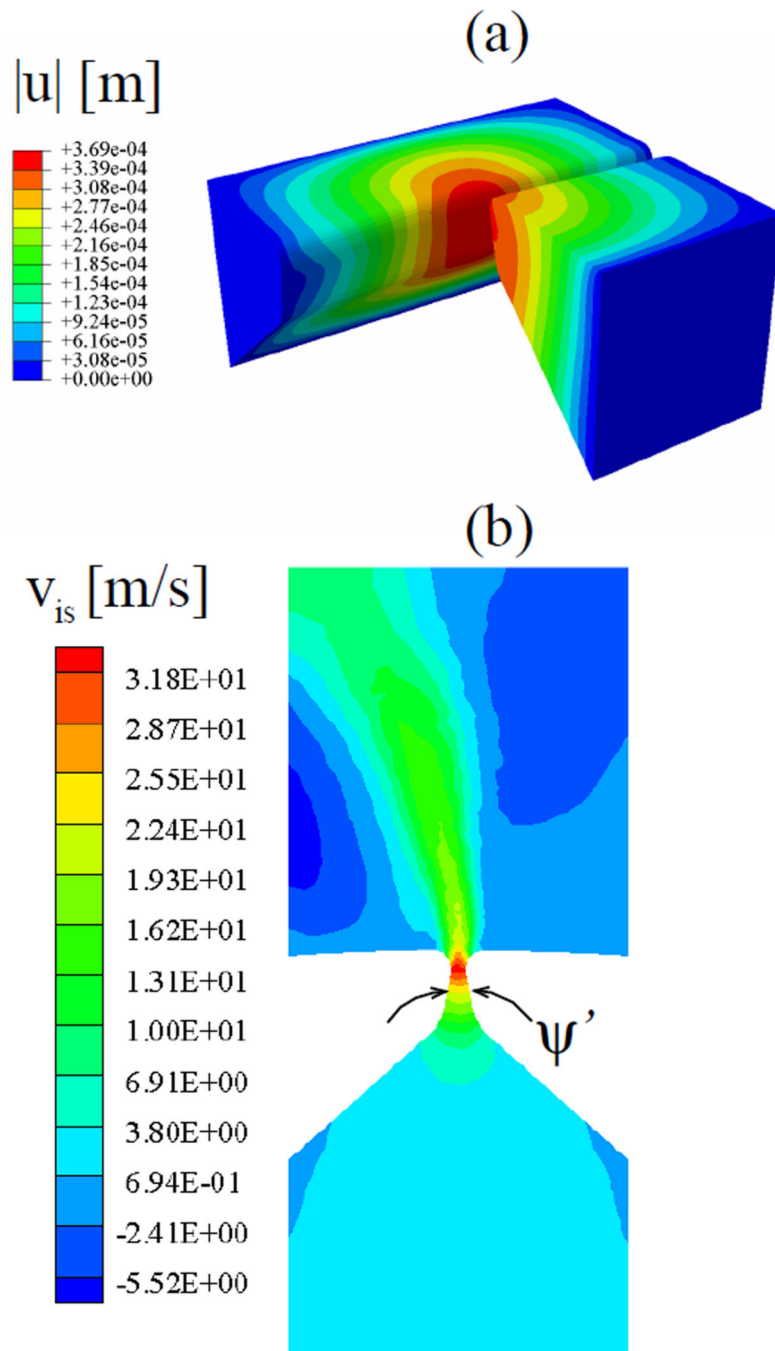 (a)
|u| [m]
+3.69e-04
+3.39e-04
+3.08e-04
+2.77e-04
+2.46e-04
+2.16e-04
+1.85e-04
+1.54e-04
+1.23e-04
+9.24e-05
+6.16e-05
+3.08e-05
+0.00e+00
(b)
vis [m/s]
3.18E+01
2.87E+01
2.55E+01
2.24E+01
1.93E+01
1.62E+01
1.31E+01
1.00E+01
6.91E+00
3.80E+00
6.94E-01
-2.41E+00
-5.52E+00
ψ’